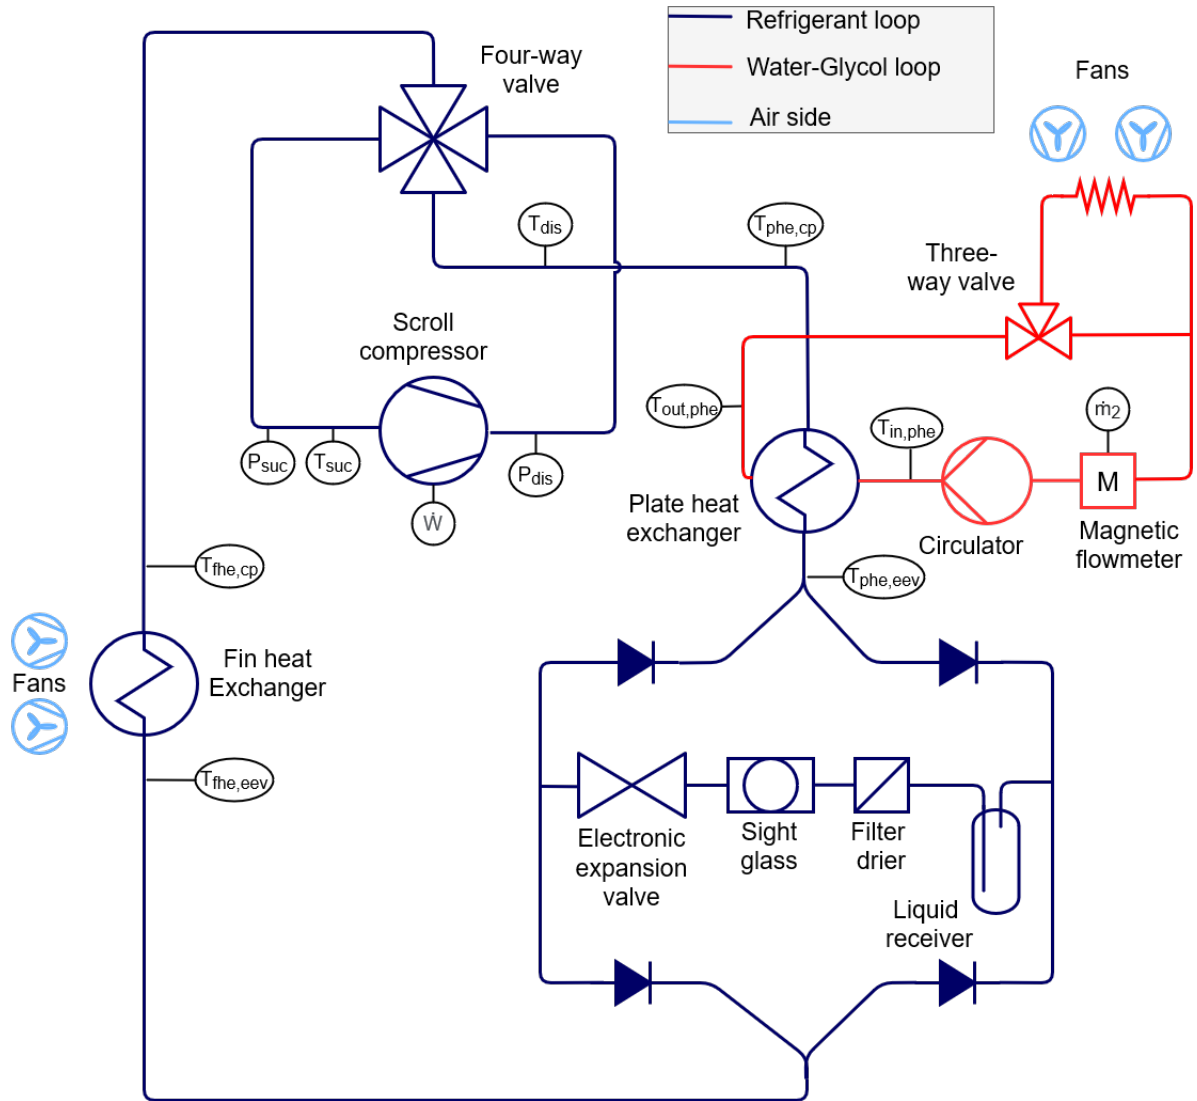 Refrigerant loop
Water-Glycol loop
Air side
Four-way
valve
Fans
Tdis
Tphe,cp
Three-
way valve
Scroll
compressor
Tout,phe
ṁ2
Tin,phe
Psuc
Tsuc
Pdis
M
Ẇ
Plate heat
exchanger
Circulator
Magnetic
flowmeter
Tfhe,cp
Tphe,eev
Fans
Fin heat
Exchanger
Tfhe,eev
Electronic
expansion
valve
Sight
glass
Filter
drier
Liquid
receiver